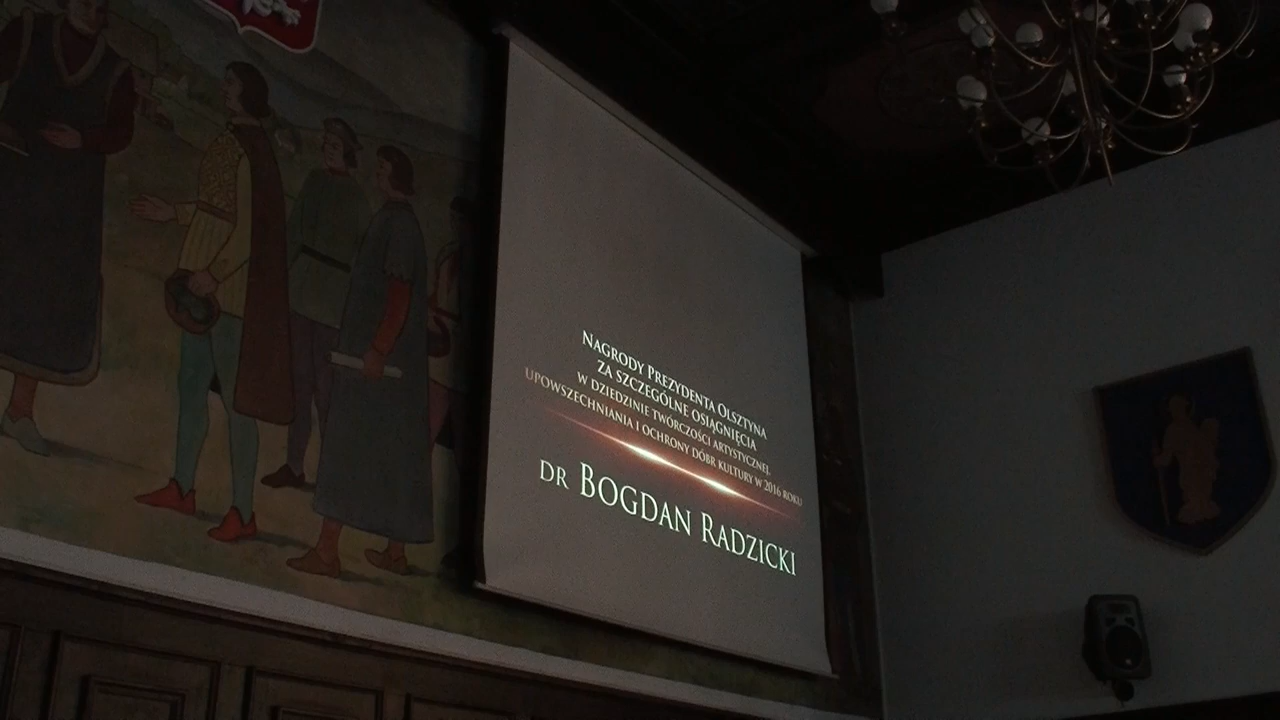 NAGRODY PREZYDENTA OLSZTYNA
ZA SZCZEGÓLNE OSIĄGNIĘCIA
W DZIEDZINIE TWÓRCZOŚCI ARTYSTYCZNEJ,
UPOWSZECHNIANIA I OCHRONY DÓBR KULTURY W 2016 ROKU
DR BOGDAN RADZICKI